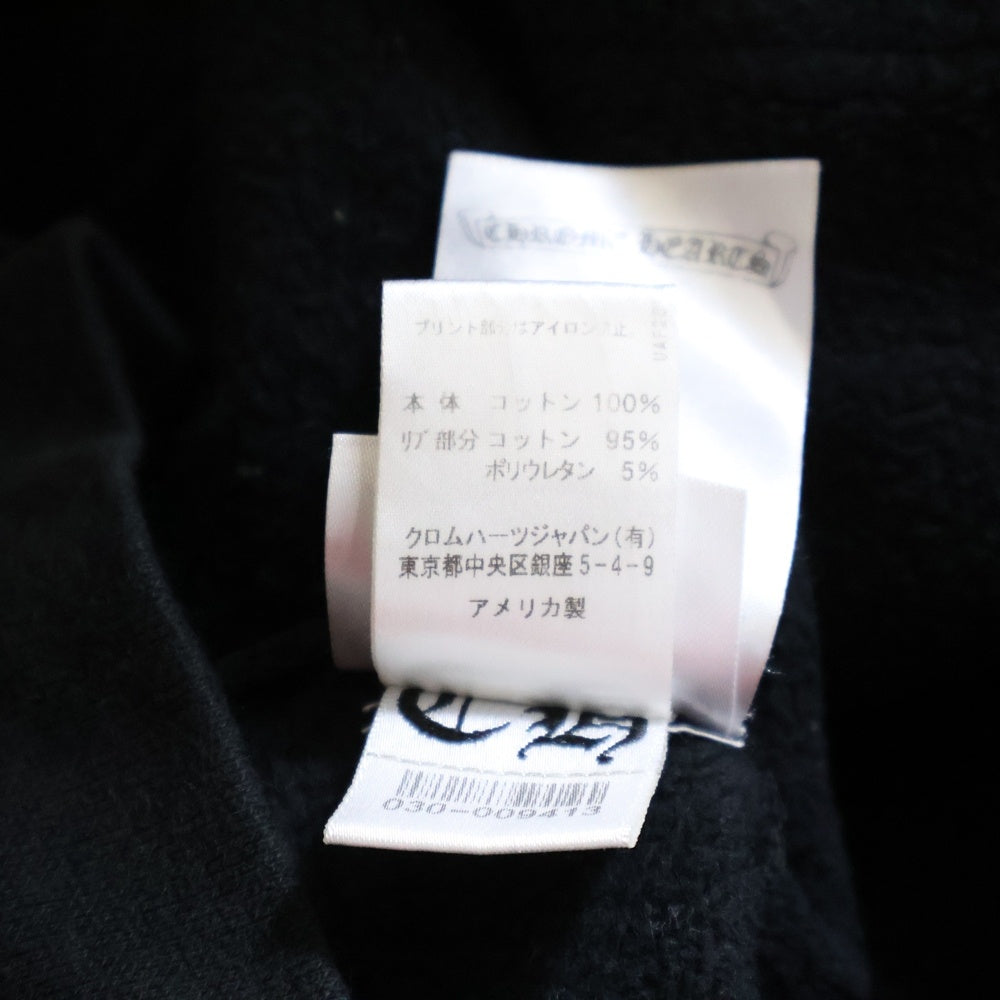 CHROME HEARTS
プリント部分はアイロン禁止。
本体 コットン 100%
リブ部分 コットン 95%
ポリウレタン 5%
クロムハーツジャパン(有)
東京都中央区銀座5-4-9
アメリカ製
CH
030-009413